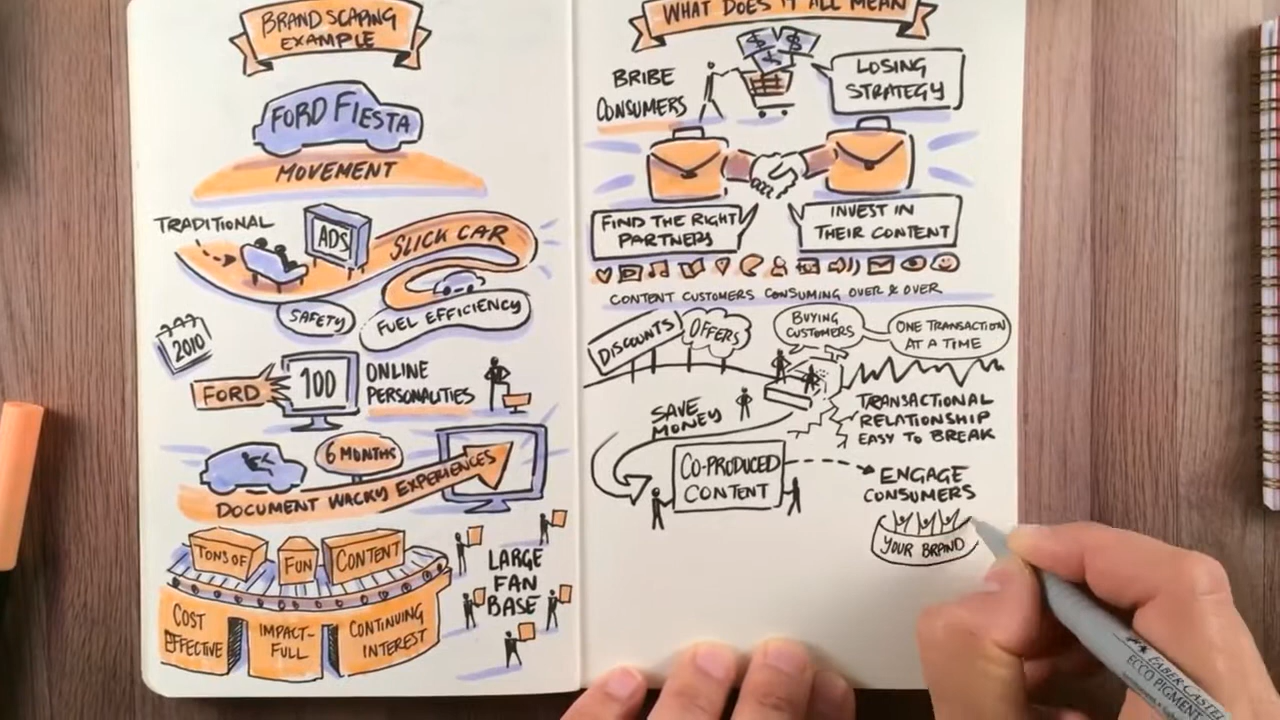 BRANDSCAPING
EXAMPLE
FORD FIESTA
MOVEMENT
TRADITIONAL
ADS
SLICK CAR
SAFETY
FUEL EFFICIENCY
2010
FORD
100
ONLINE
PERSONALITIES
6 MONTHS
DOCUMENT WACKY EXPERIENCES
TONS OF
FUN
CONTENT
COST
EFFECTIVE
IMPACT-
FULL
CONTINUING
INTEREST
LARGE
FAN
BASE
WHAT DOES IT ALL MEAN
BRIBE
CONSUMERS
$ $
LOSING
STRATEGY
FIND THE RIGHT
PARTNERS
INVEST IN
THEIR CONTENT
CONTENT CUSTOMERS CONSUMING OVER & OVER
DISCOUNTS
OFFERS
BUYING
CUSTOMERS
ONE TRANSACTION
AT A TIME
SAVE
MONEY
TRANSACTIONAL
RELATIONSHIP
EASY TO BREAK
CO-PRODUCED
CONTENT
ENGAGE
CONSUMERS
YOUR BRAND
FABER-CASTELL
ECCO PIGMENT